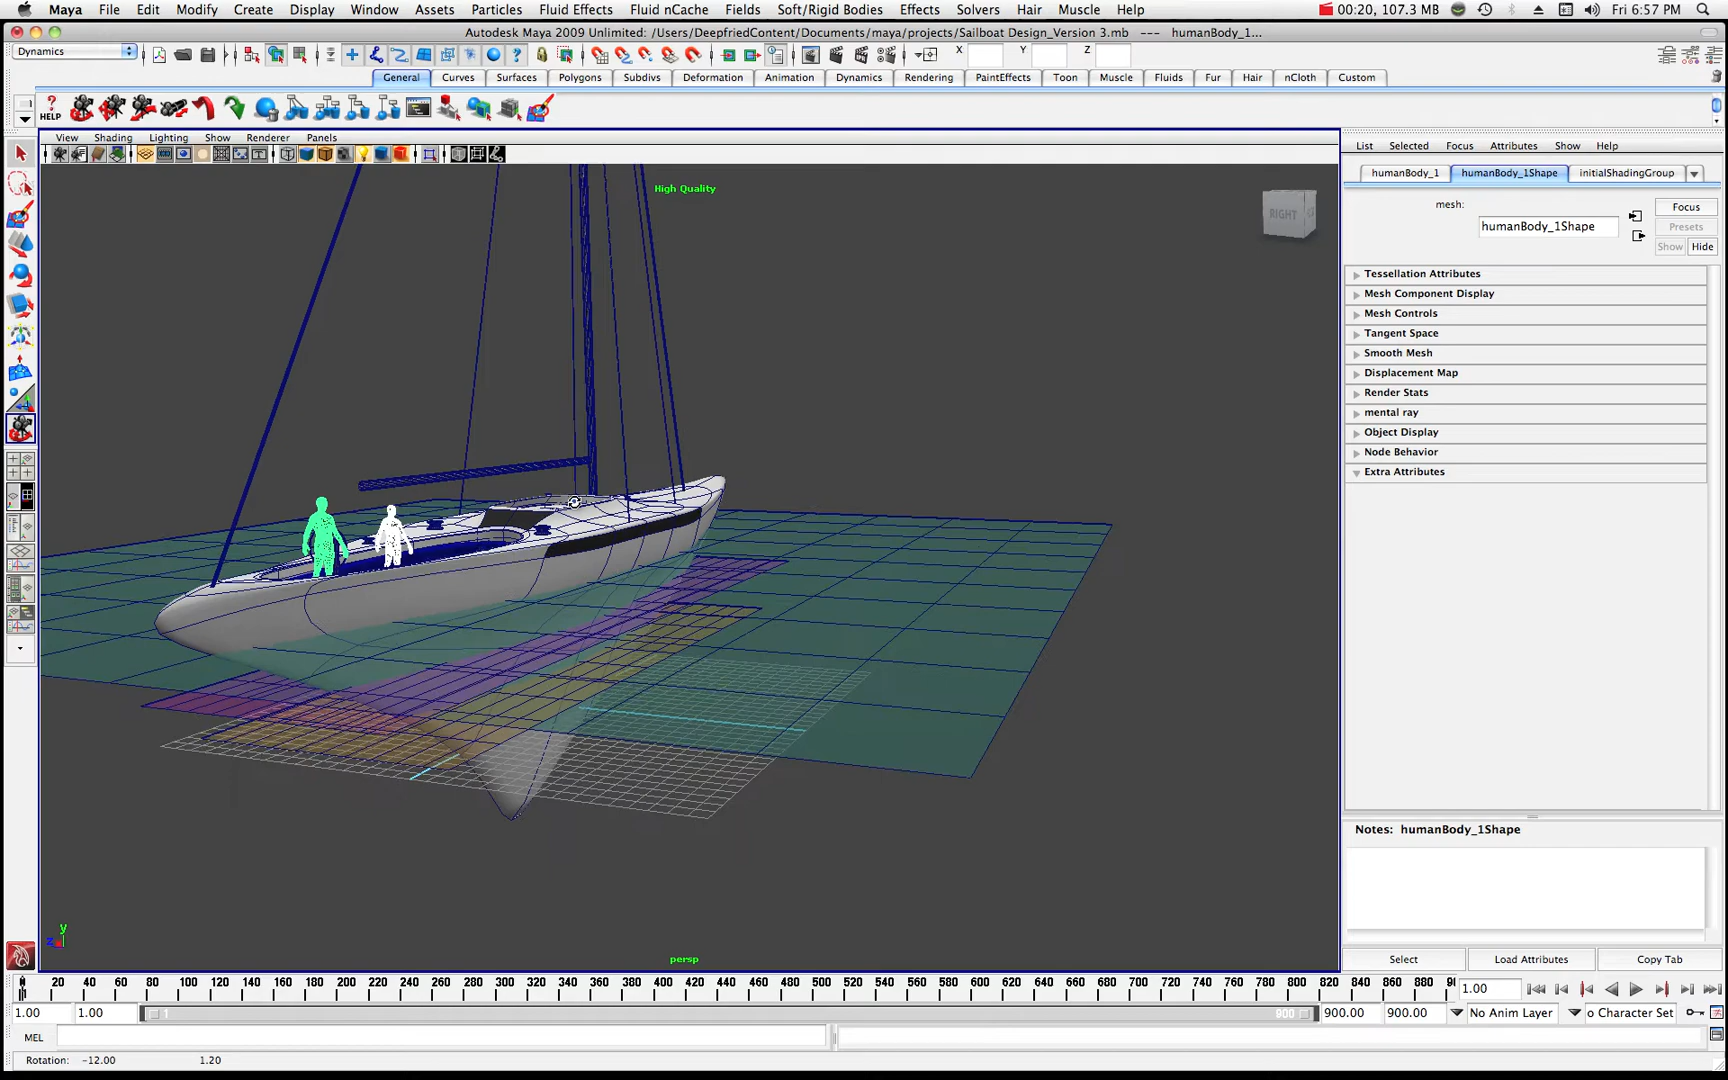 Maya File Edit Modify Create Display Window Assets Particles Fluid Effects Fluid nCache Fields Soft/Rigid Bodies Effects Solvers Hair Muscle Help 00:20, 107.3 MB Fri 6:57 PM
Autodesk Maya 2009 Unlimited: /Users/DeepfriedContent/Documents/maya/projects/Sailboat Design_Version 3.mb --- humanBody_1...
Dynamics X Y Z
General Curves Surfaces Polygons Subdivs Deformation Animation Dynamics Rendering PaintEffects Toon Muscle Fluids Fur Hair nCloth Custom
HELP
View Shading Lighting Show Renderer Panels
List Selected Focus Attributes Show Help
humanBody_1 humanBody_1Shape initialShadingGroup
High Quality
RIGHT
mesh: humanBody_1Shape
Focus
Presets
Show Hide
Tessellation Attributes
Mesh Component Display
Mesh Controls
Tangent Space
Smooth Mesh
Displacement Map
Render Stats
mental ray
Object Display
Node Behavior
Extra Attributes
Notes: humanBody_1Shape
y
z
persp
Select Load Attributes Copy Tab
20 40 60 80 100 120 140 160 180 200 220 240 260 280 300 320 340 360 380 400 420 440 460 480 500 520 540 560 580 600 620 640 660 680 700 720 740 760 780 800 820 840 860 880 1.00
1.00 1.00 1 900 900.00 900.00 No Anim Layer o Character Set
MEL
Rotation: -12.00 1.20